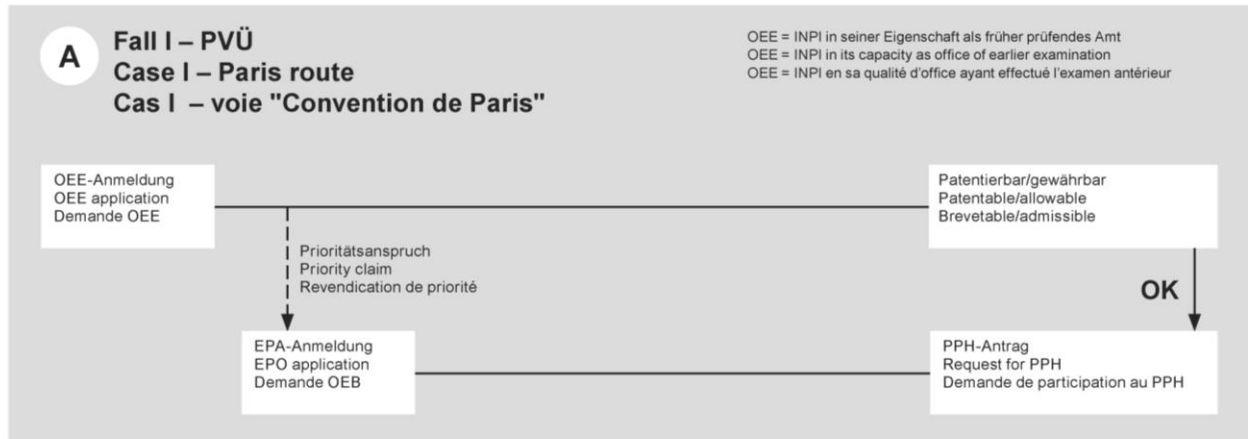 A
Fall I – PVÜ
Case I – Paris route
Cas I – voie "Convention de Paris"
OEE = INPI in seiner Eigenschaft als früher prüfendes Amt
OEE = INPI in its capacity as office of earlier examination
OEE = INPI en sa qualité d'office ayant effectué l'examen antérieur
OEE-Anmeldung
OEE application
Demande OEE
Patentierbar/gewährbar
Patentable/allowable
Brevetable/admissible
Prioritätsanspruch
Priority claim
Revendication de priorité
OK
EPA-Anmeldung
EPO application
Demande OEB
PPH-Antrag
Request for PPH
Demande de participation au PPH